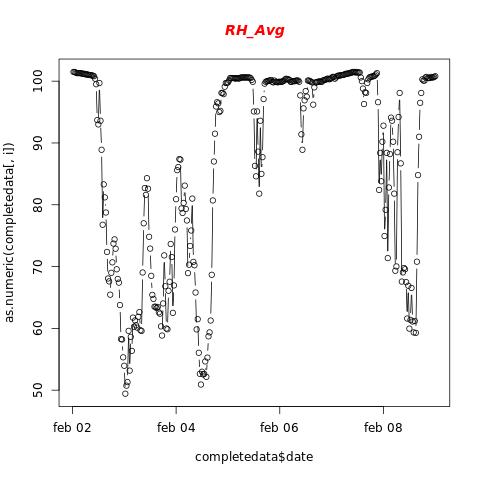 RH_Avg
as.numeric(completedata[, i])
100
90
80
70
60
50
feb 02
feb 04
feb 06
feb 08
completedata$date